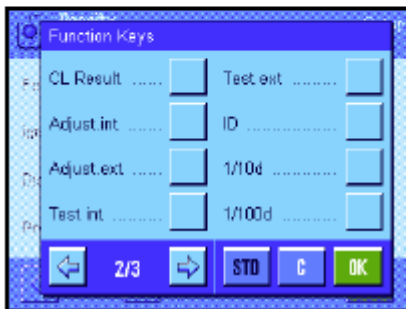 Function Keys
CL Result ......
Test.ext ......
Adjust.int ......
ID ......
Adjust.ext ......
1/10d ......
Test int ......
1/100d ......
2/3
STD
C
OK